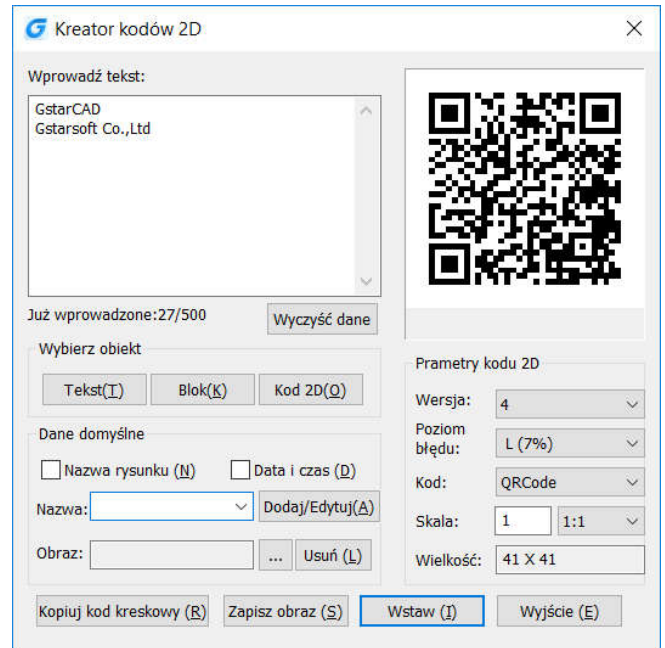 Kreator kodów 2D
Wprowadź tekst:
GstarCAD
Gstarsoft Co.,Ltd
Już wprowadzone:27/500
Wyczyść dane
Wybierz obiekt
Tekst(T) Blok(K) Kod 2D(O)
Dane domyślne
Nazwa rysunku (N) Data i czas (D)
Nazwa: Dodaj/Edytuj(A)
Obraz: ... Usuń (L)
Prametry kodu 2D
Wersja: 4
Poziom
błędu: L (7%)
Kod: QRCode
Skala: 1 1:1
Wielkość: 41 X 41
Kopiuj kod kreskowy (R) Zapisz obraz (S) Wstaw (I) Wyjście (E)